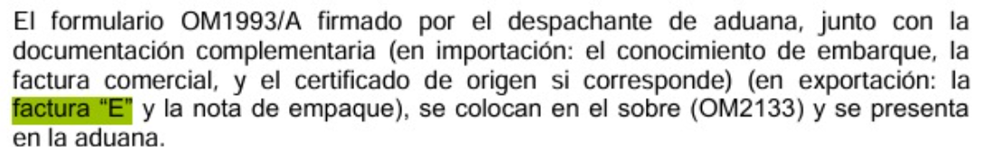 El formulario OM1993/A firmado por el despachante de aduana, junto con la
documentación complementaria (en importación: el conocimiento de embarque, la
factura comercial, y el certificado de origen si corresponde) (en exportación: la
factura “E” y la nota de empaque), se colocan en el sobre (OM2133) y se presenta
en la aduana.